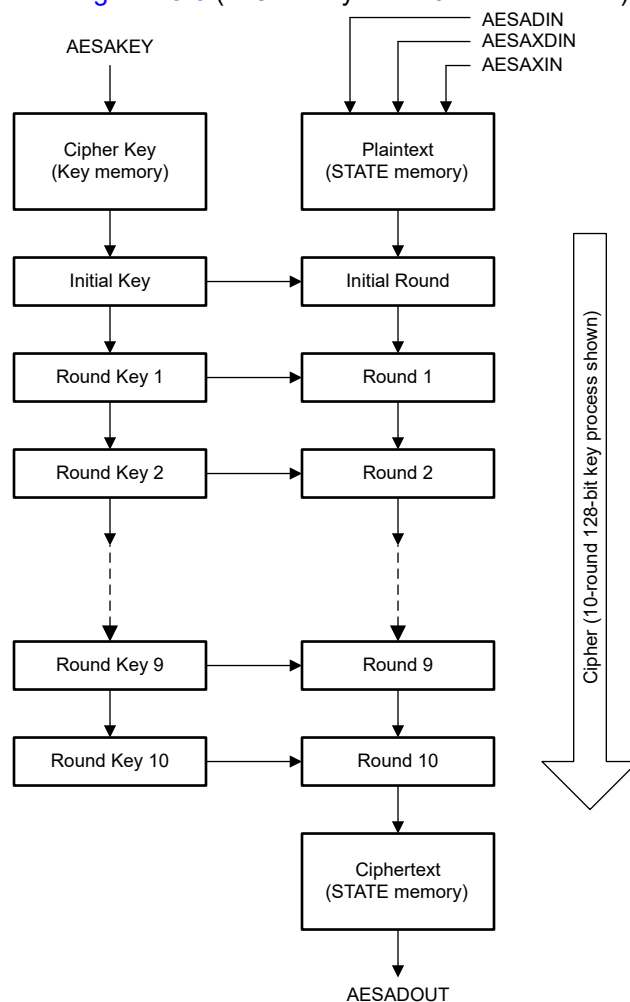 AESADIN
AESAKEY
AESAXDIN
AESAXIN
Cipher Key
(Key memory)
Plaintext
(STATE memory)
Initial Key
Initial Round
Round Key 1
Round 1
Round Key 2
Round 2
Round Key 9
Round 9
Round Key 10
Round 10
Cipher (10-round 128-bit key process shown)
Ciphertext
(STATE memory)
AESADOUT